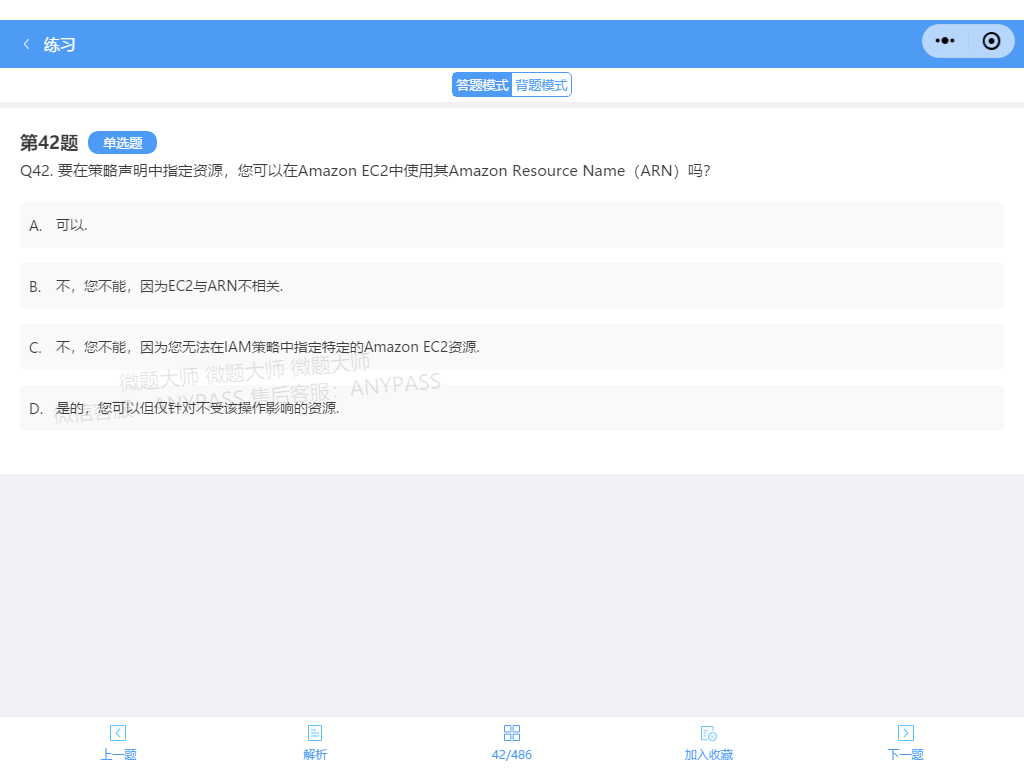 练习
答题模式 背题模式
第42题 单选题
Q42. 要在策略声明中指定资源，您可以在Amazon EC2中使用其Amazon Resource Name（ARN）吗？
A. 可以.
B. 不，您不能，因为EC2与ARN不相关.
C. 不，您不能，因为您无法在IAM策略中指定特定的Amazon EC2资源.
微题大师 微题大师 微题大师
微信客服：ANYPASS 售后客服：ANYPASS
D. 是的，您可以但仅针对不受该操作影响的资源.
上一题 解析 42/486 加入收藏 下一题